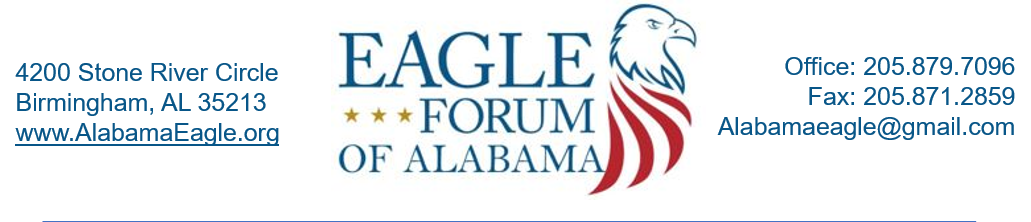 4200 Stone River Circle
Birmingham, AL 35213
www.AlabamaEagle.org
EAGLE
FORUM
OF ALABAMA
Office: 205.879.7096
Fax: 205.871.2859
Alabamaeagle@gmail.com